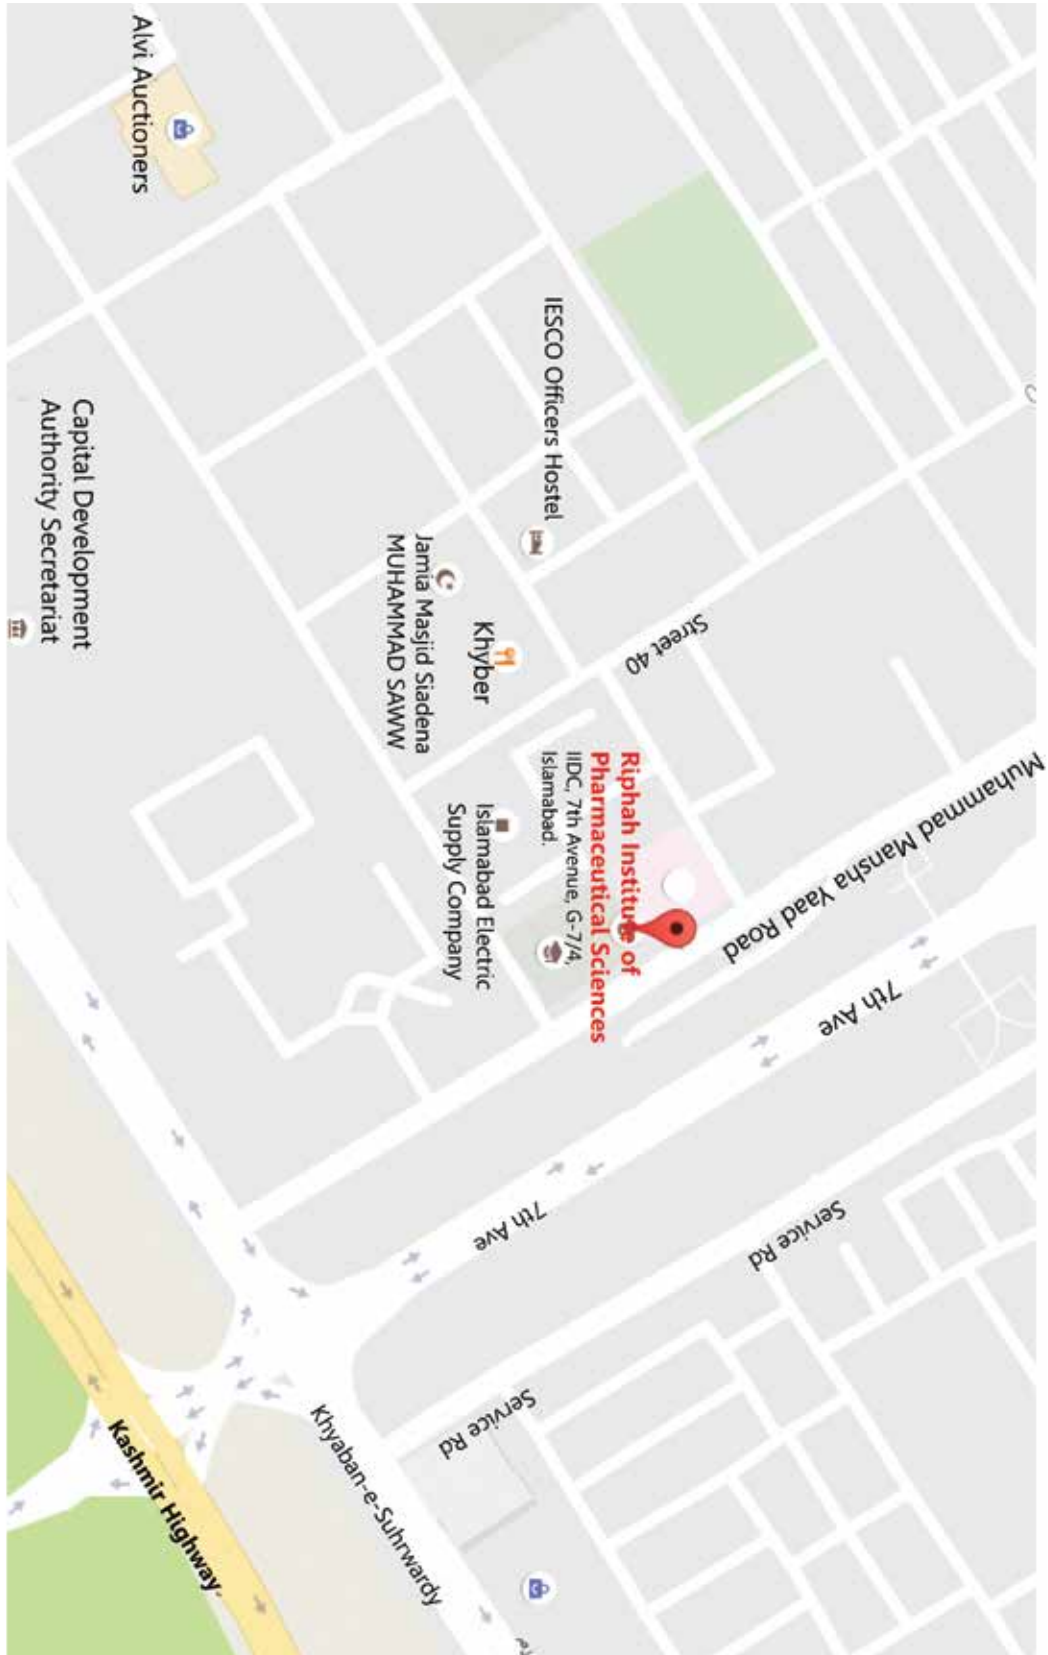 Alvi Auctioners
IESCO Officers Hostel
Capital Development
Authority Secretariat
Jamia Masjid Siadena
MUHAMMAD SAWW
Khyber
Street 40
Riphah Institute of
Pharmaceutical Sciences
IIDC, 7th Avenue, G-7/4,
Islamabad.
Islamabad Electric
Supply Company
Muhammad Mansha Yaad Road
7th Ave
7th Ave
Service Rd
Service Rd
Khyaban-e-Suhrwardy
Kashmir Highway